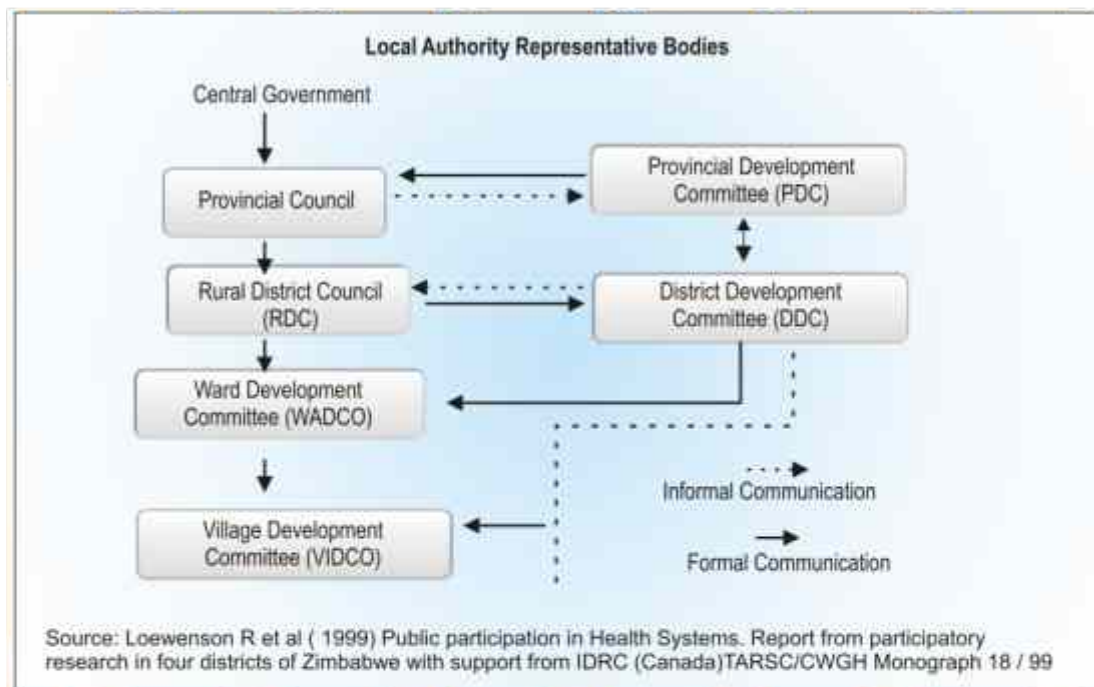 Local Authority Representative Bodies
Central Government
Provincial Council
Provincial Development
Committee (PDC)
Rural District Council
(RDC)
District Development
Committee (DDC)
Ward Development
Committee (WADCO)
Informal Communication
Village Development
Committee (VIDCO)
Formal Communication
Source: Loewenson R et al ( 1999) Public participation in Health Systems. Report from participatory
research in four districts of Zimbabwe with support from IDRC (Canada)TARSC/CWGH Monograph 18 / 99